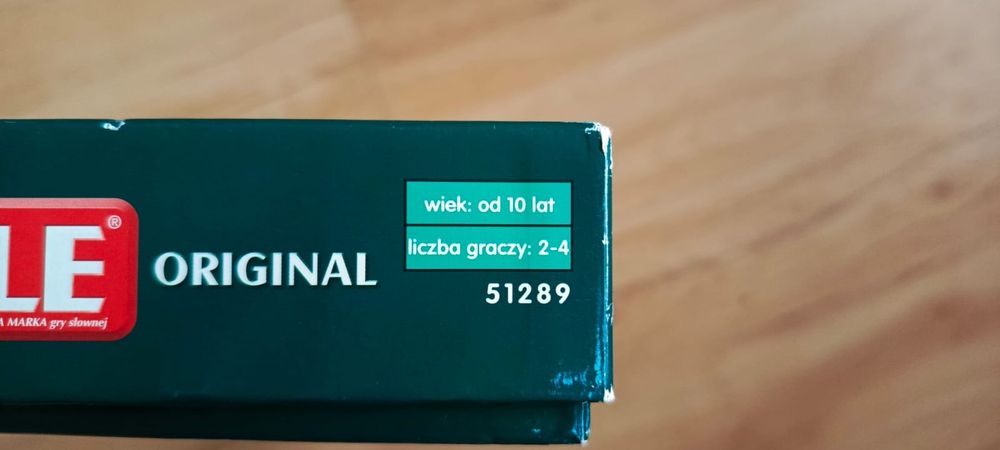 LE®
A MARKA gry słownej
ORIGINAL
wiek: od 10 lat
liczba graczy: 2-4
51289